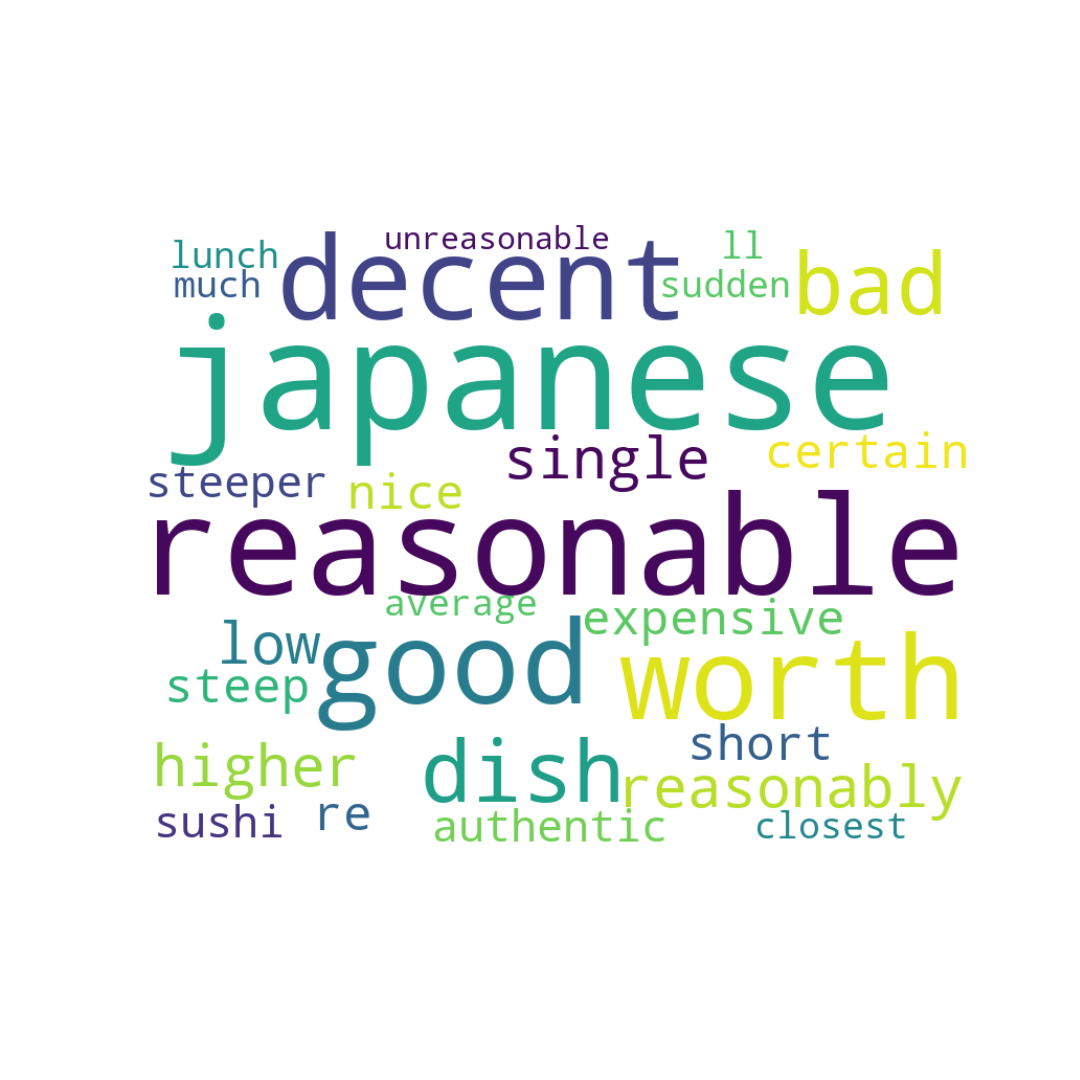 unreasonable
lunch decent ll bad
much sudden
japanese
single certain
steeper nice
reasonable
average expensive
low good worth
steep
higher dish short
reasonably
sushi re authentic closest